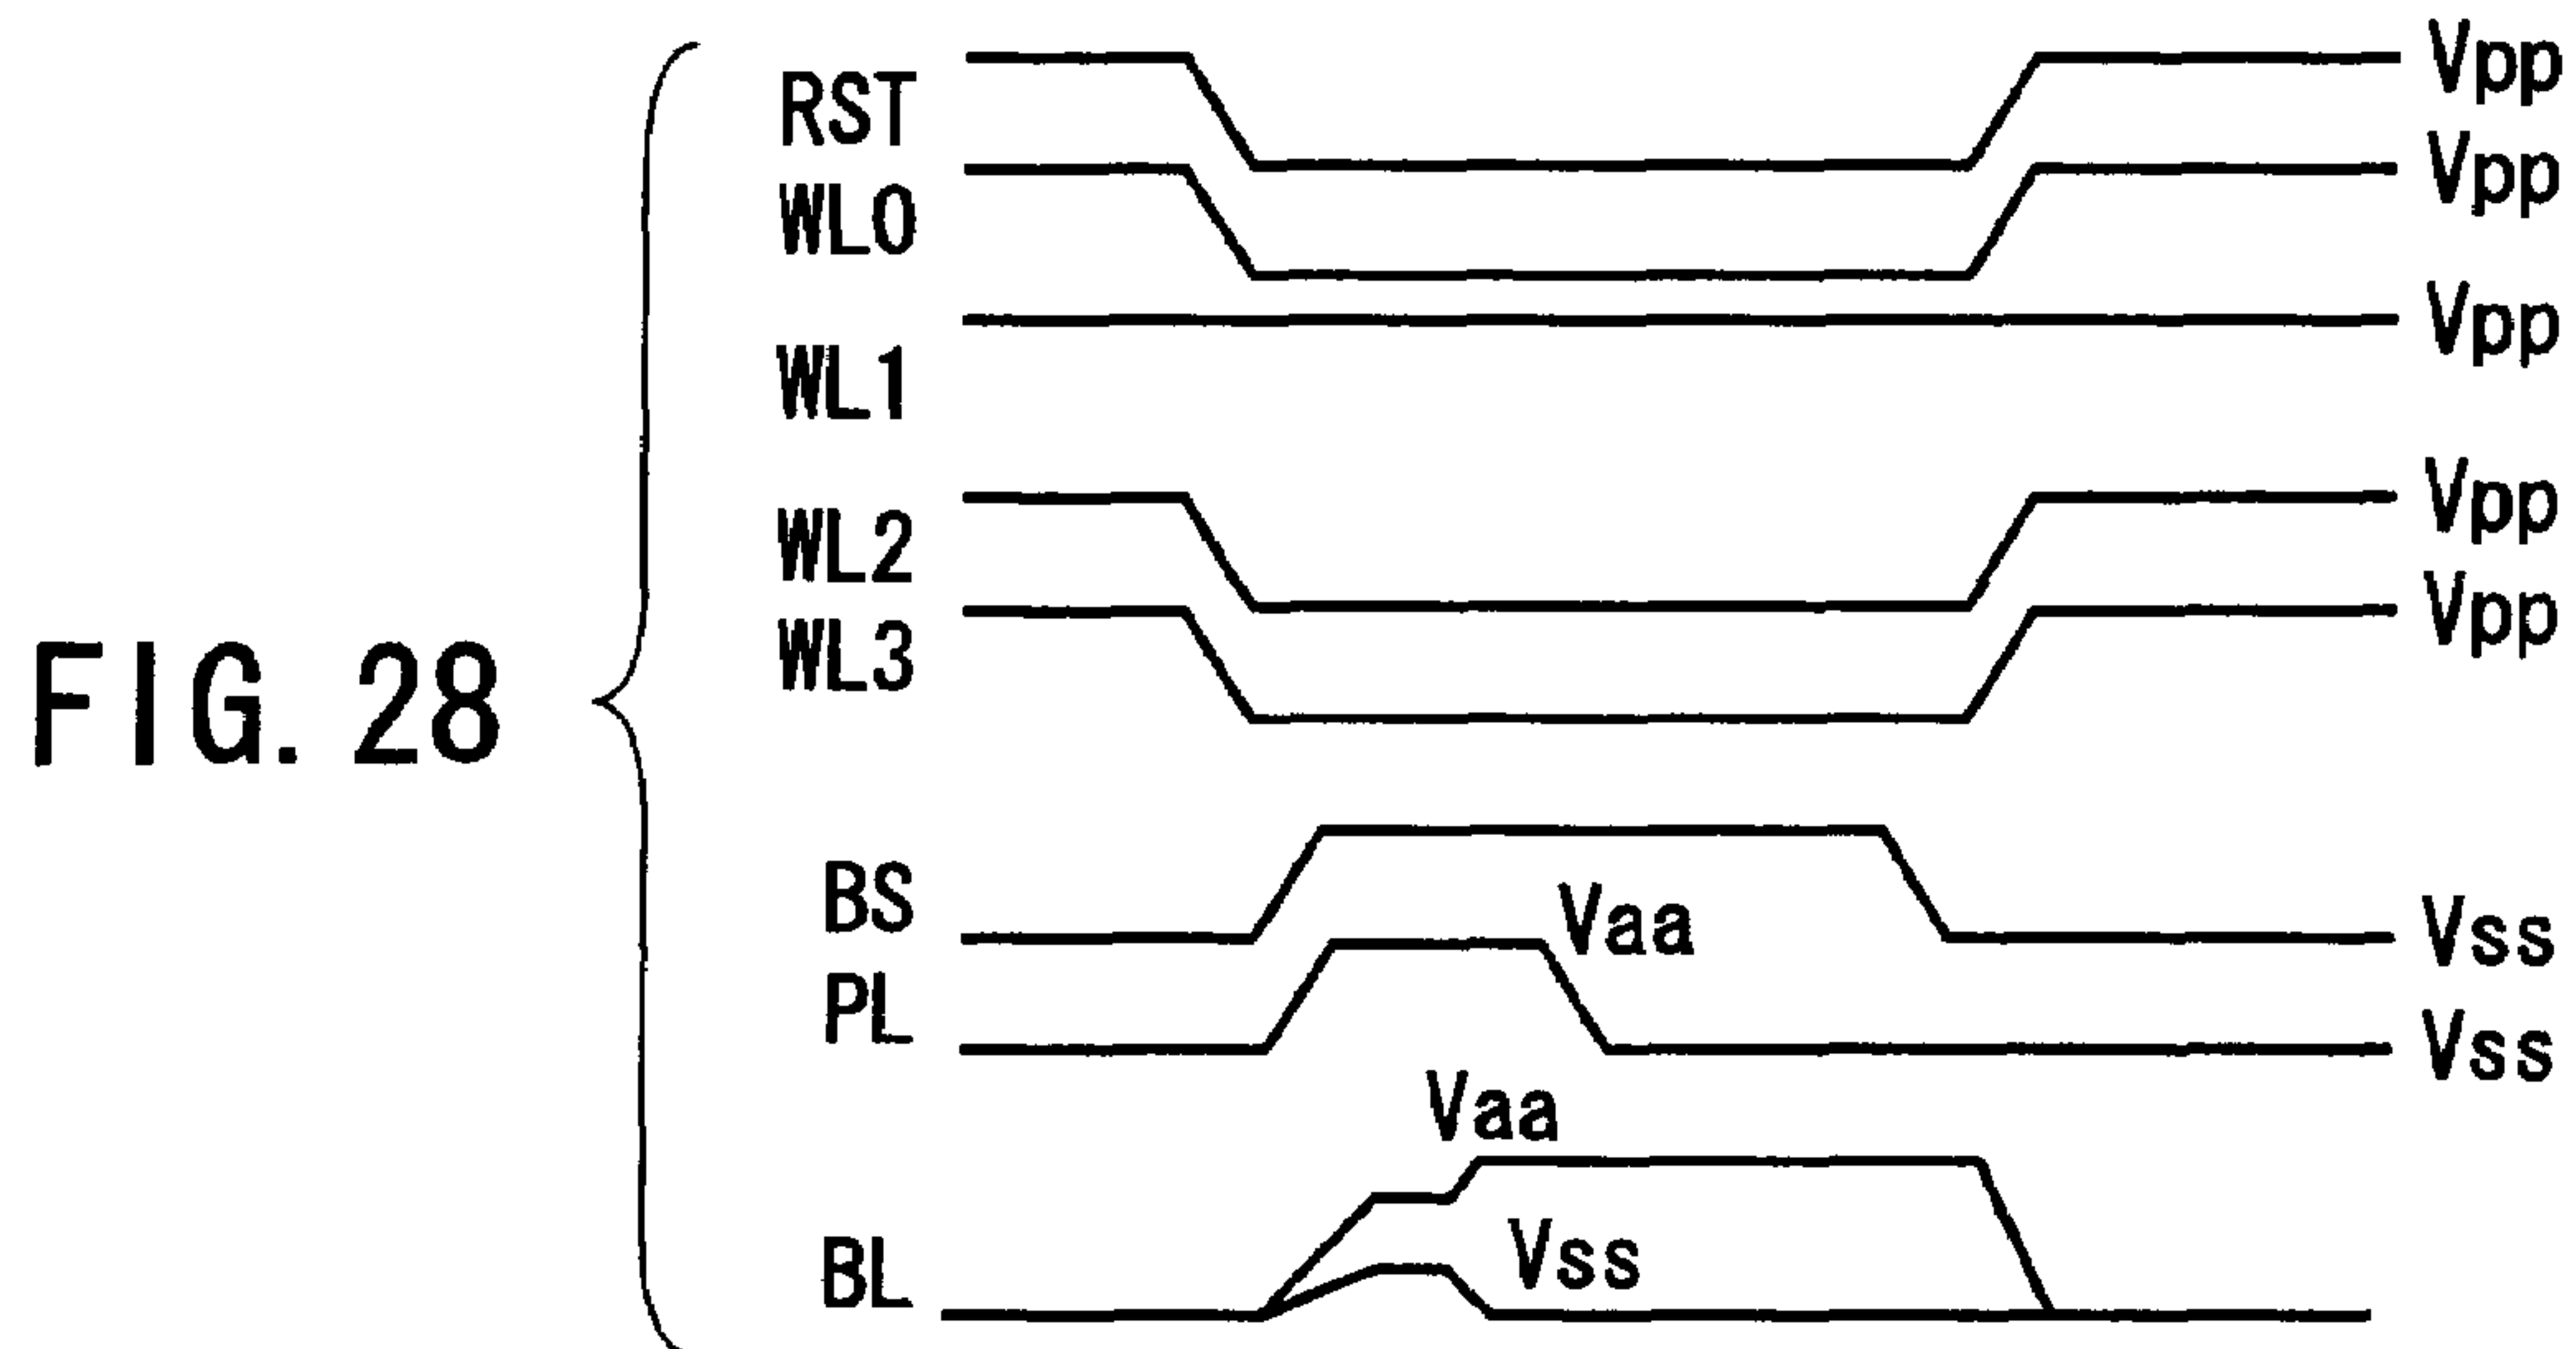 RST Vpp
WL0 Vpp
WL1 Vpp
WL2 Vpp
WL3 Vpp
FIG. 28
BS Vaa Vss
PL Vss
Vaa
BL Vss